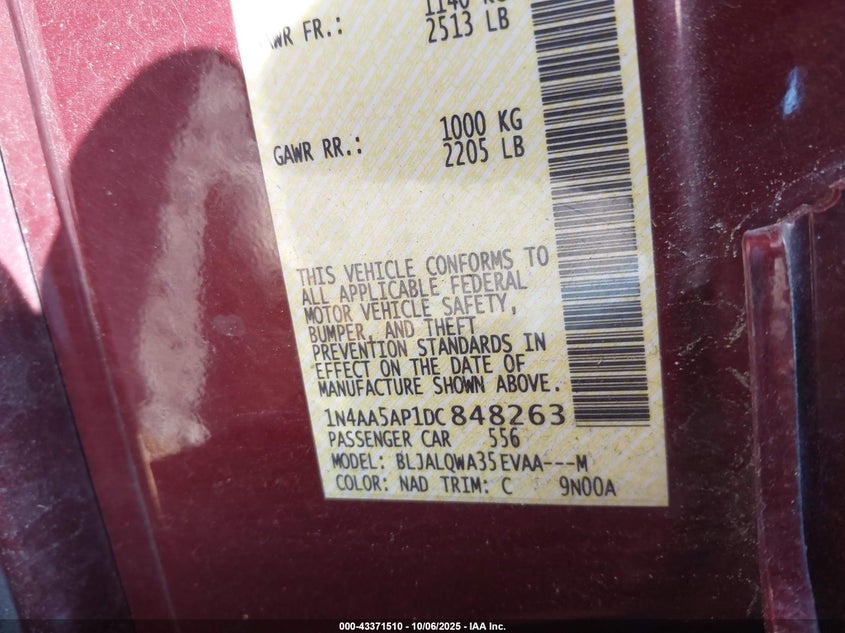 WR FR.:
2513 LB
GAWR RR.: 1000 KG
2205 LB
THIS VEHICLE CONFORMS TO
ALL APPLICABLE FEDERAL
MOTOR VEHICLE SAFETY,
BUMPER, AND THEFT
PREVENTION STANDARDS IN
EFFECT ON THE DATE OF
MANUFACTURE SHOWN ABOVE.
1N4AA5AP1DC848263
PASSENGER CAR 556
MODEL: BLJALQWA35EVAA---M
COLOR: NAD TRIM: C 9N00A
000-43371510 | 10/06/2025 - IAA Inc.